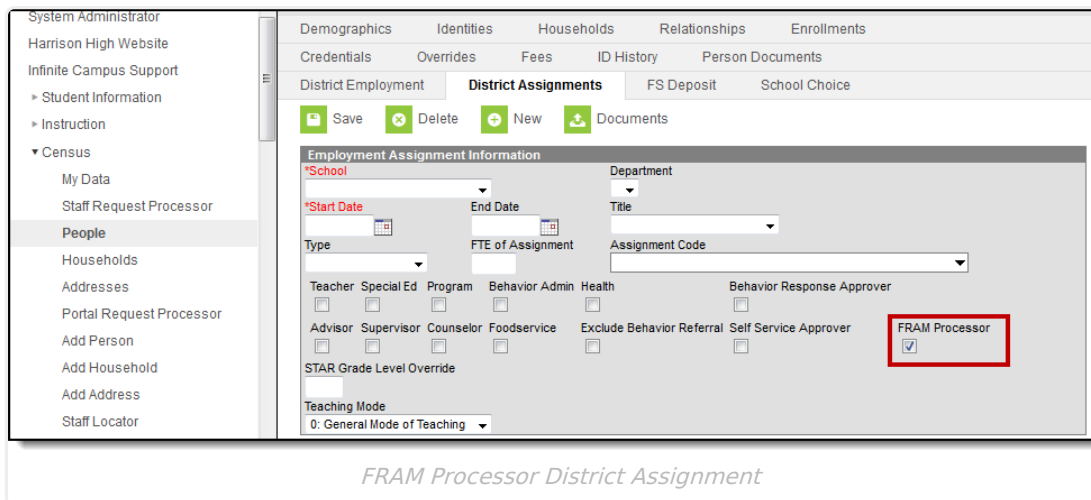 System Administrator
Harrison High Website
Infinite Campus Support
Student Information
Instruction
Census
My Data
Staff Request Processor
People
Households
Addresses
Portal Request Processor
Add Person
Add Household
Add Address
Staff Locator
Demographics Identities Households Relationships Enrollments
Credentials Overrides Fees ID History Person Documents
District Employment District Assignments FS Deposit School Choice
Save Delete New Documents
Employment Assignment Information
*School Department
*Start Date End Date Title
Type FTE of Assignment Assignment Code
Teacher Special Ed Program Behavior Admin Health Behavior Response Approver
Advisor Supervisor Counselor Foodservice Exclude Behavior Referral Self Service Approver FRAM Processor
STAR Grade Level Override
Teaching Mode
0: General Mode of Teaching
FRAM Processor District Assignment